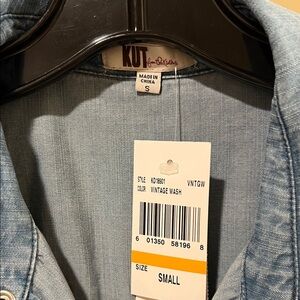 KUT from the Kloth
MADE IN
CHINA
S
STYLE KD18601 VNTGW
COLOR VINTAGE WASH
6 01350 58196 8
SIZE
SMALL